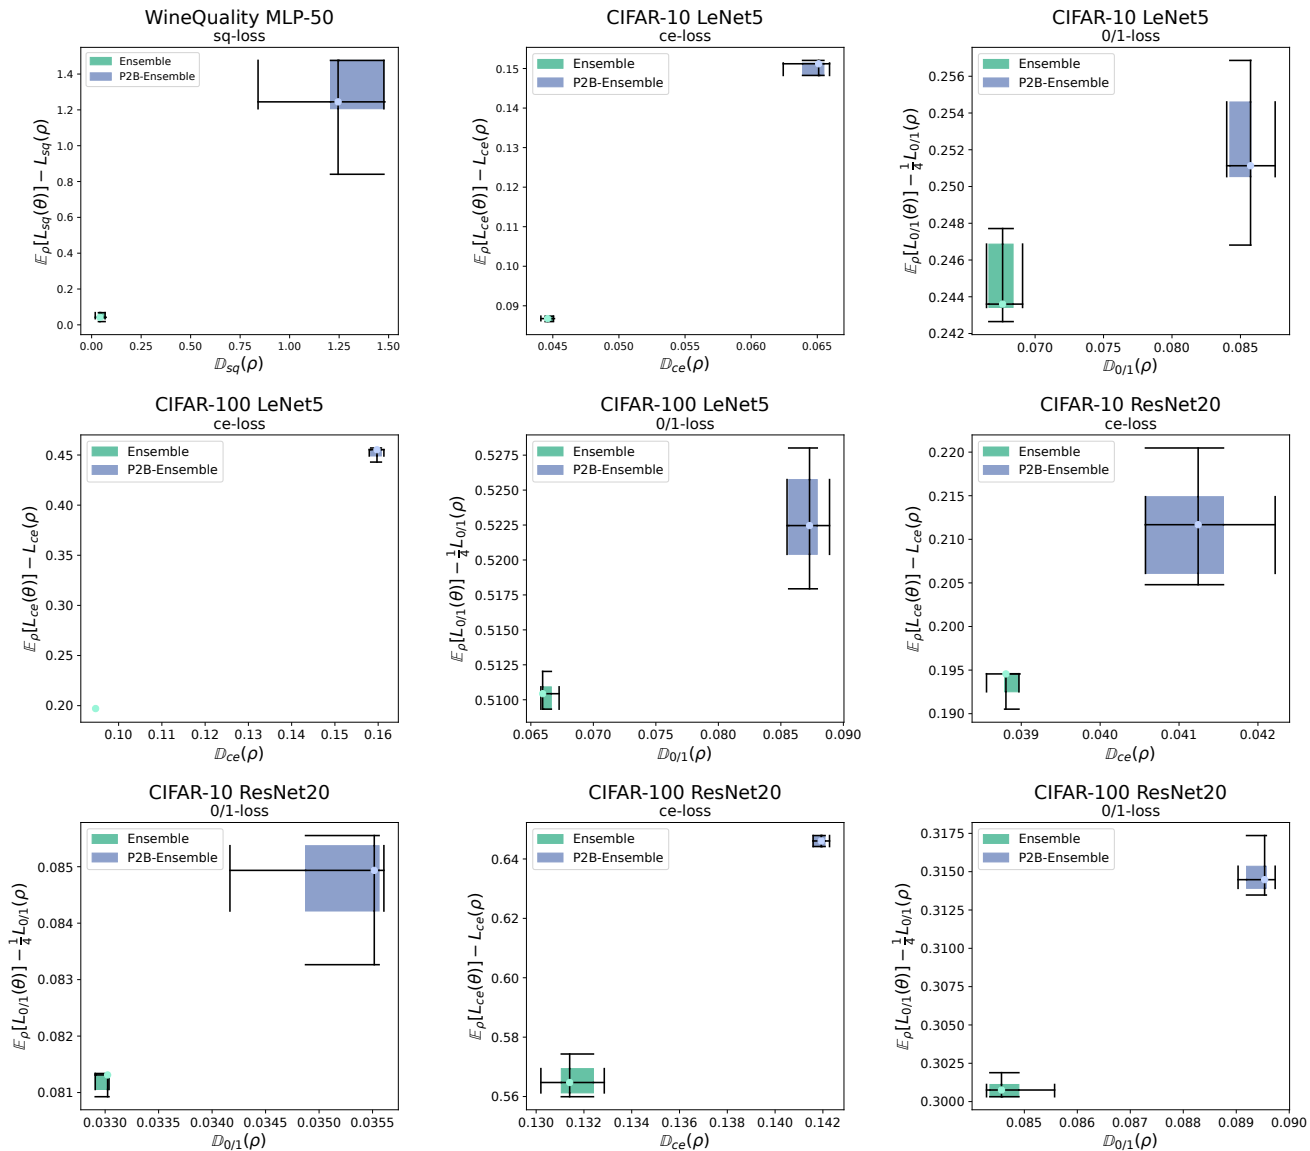 WineQuality MLP-50
sq-loss
Ensemble
P2B-Ensemble
1.4
1.2
1.0
0.8
0.6
0.4
0.2
0.0
0.00 0.25 0.50 0.75 1.00 1.25 1.50
𝔻sq(ρ)
𝔼ρ[Lsq(θ)] − Lsq(ρ)
CIFAR-10 LeNet5
ce-loss
Ensemble
P2B-Ensemble
0.15
0.14
0.13
0.12
0.11
0.10
0.09
0.045 0.050 0.055 0.060 0.065
𝔻ce(ρ)
𝔼ρ[Lce(θ)] − Lce(ρ)
CIFAR-10 LeNet5
0/1-loss
Ensemble
P2B-Ensemble
0.256
0.254
0.252
0.250
0.248
0.246
0.244
0.242
0.070 0.075 0.080 0.085
𝔻0/1(ρ)
𝔼ρ[L0/1(θ)] − ¼L0/1(ρ)
CIFAR-100 LeNet5
ce-loss
Ensemble
P2B-Ensemble
0.45
0.40
0.35
0.30
0.25
0.20
0.10 0.11 0.12 0.13 0.14 0.15 0.16
𝔻ce(ρ)
𝔼ρ[Lce(θ)] − Lce(ρ)
CIFAR-100 LeNet5
0/1-loss
Ensemble
P2B-Ensemble
0.5275
0.5250
0.5225
0.5200
0.5175
0.5150
0.5125
0.5100
0.065 0.070 0.075 0.080 0.085 0.090
𝔻0/1(ρ)
𝔼ρ[L0/1(θ)] − ¼L0/1(ρ)
CIFAR-10 ResNet20
ce-loss
Ensemble
P2B-Ensemble
0.220
0.215
0.210
0.205
0.200
0.195
0.190
0.039 0.040 0.041 0.042
𝔻ce(ρ)
𝔼ρ[Lce(θ)] − Lce(ρ)
CIFAR-10 ResNet20
0/1-loss
Ensemble
P2B-Ensemble
0.085
0.084
0.083
0.082
0.081
0.0330 0.0335 0.0340 0.0345 0.0350 0.0355
𝔻0/1(ρ)
𝔼ρ[L0/1(θ)] − ¼L0/1(ρ)
CIFAR-100 ResNet20
ce-loss
Ensemble
P2B-Ensemble
0.64
0.62
0.60
0.58
0.56
0.130 0.132 0.134 0.136 0.138 0.140 0.142
𝔻ce(ρ)
𝔼ρ[Lce(θ)] − Lce(ρ)
CIFAR-100 ResNet20
0/1-loss
Ensemble
P2B-Ensemble
0.3175
0.3150
0.3125
0.3100
0.3075
0.3050
0.3025
0.3000
0.085 0.086 0.087 0.088 0.089 0.090
𝔻0/1(ρ)
𝔼ρ[L0/1(θ)] − ¼L0/1(ρ)